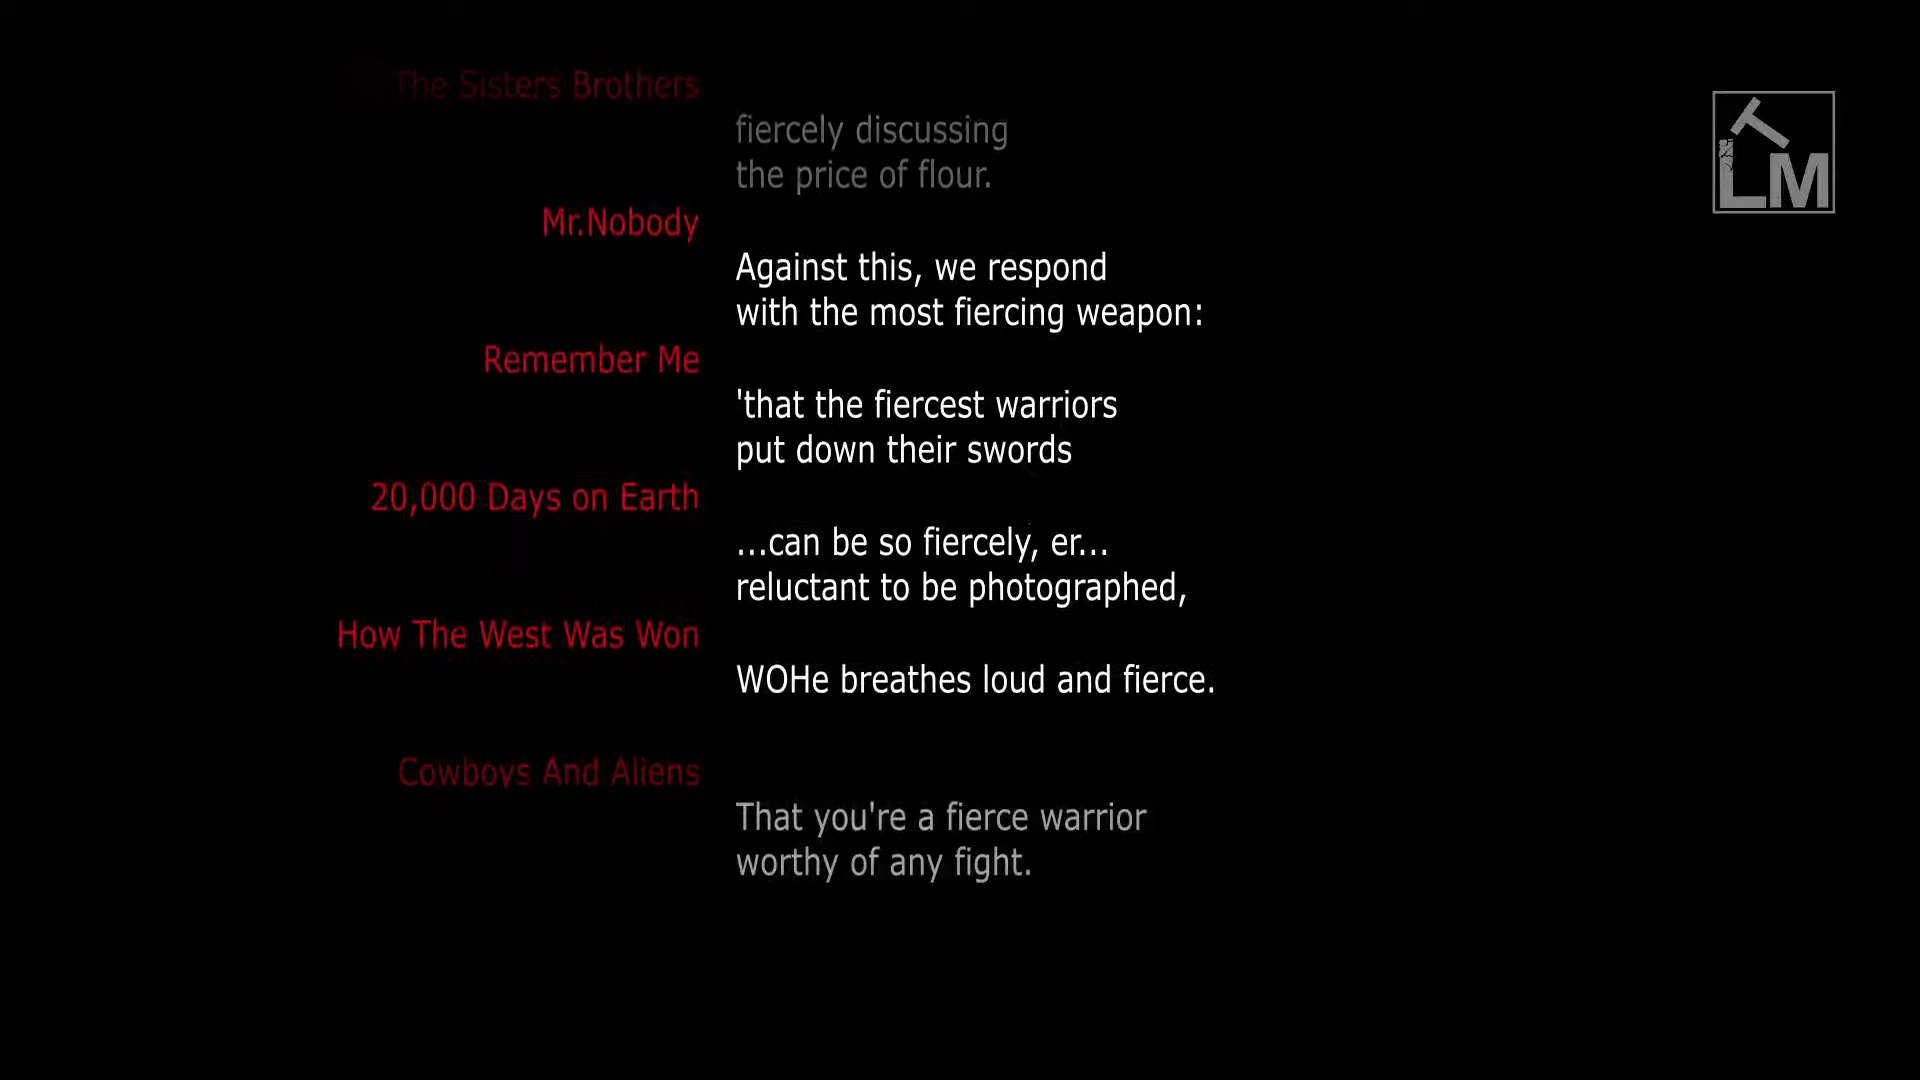 The Sisters Brothers
fiercely discussing
the price of flour.
Mr.Nobody
Against this, we respond
with the most fiercing weapon:
Remember Me
'that the fiercest warriors
put down their swords
20,000 Days on Earth
...can be so fiercely, er...
reluctant to be photographed,
How The West Was Won
WOHe breathes loud and fierce.
Cowboys And Aliens
That you're a fierce warrior
worthy of any fight.
LTM